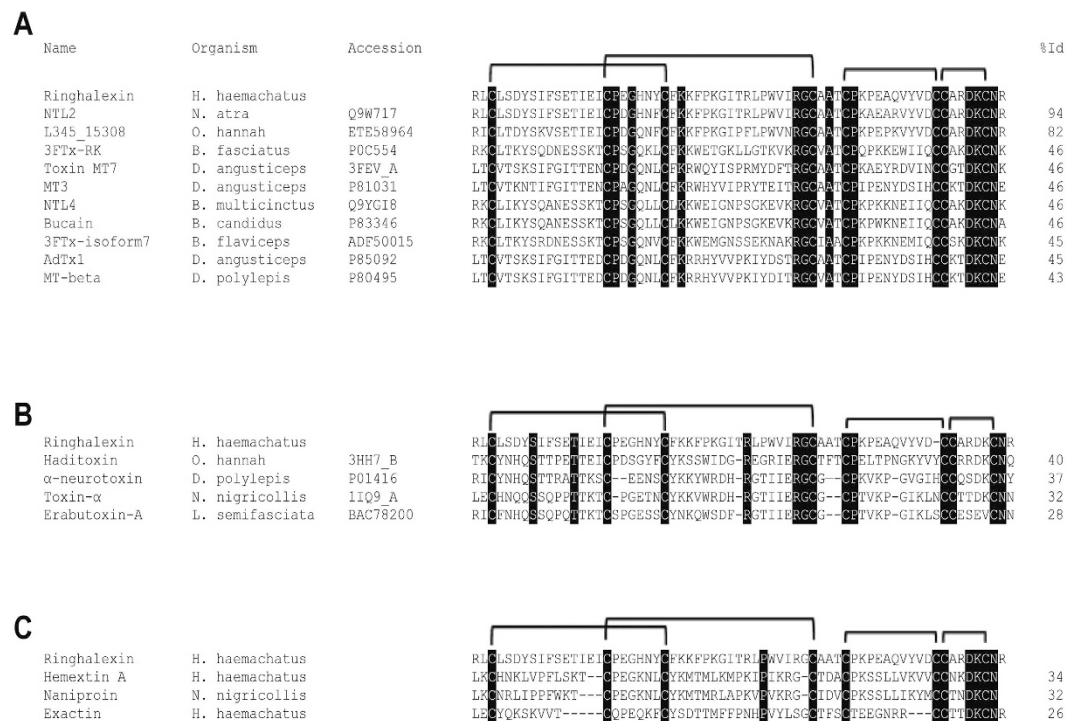 A
Name Organism Accession %Id
Ringhalexin H. haemachatus RLCLSDYSIFSETIEICPEGHNYCFKKFPKGITRLPWVIRGCAATCPKPEAQVYVDCCARDKCNR
NTL2 N. atra Q9W717 RLCLSDYSIFSETIEICPDGHNFCFKKFPKGITRLPWVIRGCAATCPKAEARVYVDCCARDKCNR 94
L345_15308 O. hannah ETE58964 RICLTDYSKVSETIEICPDGQNFCFKKFPKGIPFLPWVIRGCAATCPKPEPKVYVDCCARDKCNR 82
3FTx-RK B. fasciatus P0C554 RKCLTKYSQDNESSKTCPSGQKLCFKKWETGKLLGTKVKRGCVATCPQPKKEWIIQCCAKDKCNK 46
Toxin MT7 D. angusticeps 3FEV_A LTCVTSKSIFGITTENCPDGQNLCFKRWQYISPRMYDFTRGCAATCPKAEYRDVINCCGTDKCNK 46
MT3 D. angusticeps P81031 LTCVTKNTIFGITTENCPAGQNLCFKRWHYVIPRYTEITRGCAATCPIPENYDSIHCCKTDKCNE 46
NTL4 B. multicinctus Q9YGI8 RKCLIKYSQANESSKTCPSGQLLCLKKWEIGNPSGKEVKRGCVATCPKPKKNEIIQCCAKDKCNK 46
Bucain B. candidus P83346 RKCLIKYSQANESSKTCPSGQLLCLKKWEIGNPSGKEVKRGCVATCPKPWKNEIIQCCAKDKCNA 46
3FTx-isoform7 B. flaviceps ADF50015 RKCLTKYSRDNESSKTCPSGQNVCFKKWEMGNSSEKNAKRGCIAACPKPKKNEMIQCCSKDKCNK 45
AdTx1 D. angusticeps P85092 LTCVTSKSIFGITTEDCPDGQNLCFKRRHYVVPKIYDSTRGCAATCPIPENYDSIHCCKTDKCNE 45
MT-beta D. polylepis P80495 LTCVTSKSIFGITTEDCPDGQNLCFKRRHYVVPKIYDITRGCVATCPIPENYDSIHCCKTDKCNE 43
B
Ringhalexin H. haemachatus RLCLSDYSIFSETIEICPEGHNYCFKKFPKGITRLPWVIRGCAATCPKPEAQVYVD-CCARDKCNR
Haditoxin O. hannah 3HH7_B TKCYNHQSTTPETTEICPDSGYFCYKSSWIDG-REGRIERGCTFTCPELTPNGKYVYCCRRDKCNQ 40
α-neurotoxin D. polylepis P01416 RICYNHQSTTRATTKSC--EENSCYKKYWRDH-RGTIIERGCG--CPKVKP-GVGIHCCQSDKCNY 37
Toxin-α N. nigricollis 1IQ9_A LECHNQQSSQPPTTKTC-PGETNCYKKVWRDH-RGTIIERGCG--CPTVKP-GIKLNCCTTDKCNN 32
Erabutoxin-A L. semifasciata BAC78200 RICFNHQSSQPQTTKTCSPGESSCYNKQWSDF-RGTIIERGCG--CPTVKP-GIKLSCCESEVCNN 28
C
Ringhalexin H. haemachatus RLCLSDYSIFSETIEICPEGHNYCFKKFPKGITRLPWVIRGCAATCPKPEAQVYVDCCARDKCNR
Hemextin A H. haemachatus LKCHNKLVPFLSKT---CPEGKNLCYKMTMLKMPKIPIKRG-CTDACPKSSLLVKVVCCNKDKCN 34
Naniproin N. nigricollis LKCNRLIPPFWKT---CPEGKNLCYKMTMRLAPKVPVKRG-CIDVCPKSSLLIKYMCCNTDKCN 32
Exactin H. haemachatus LECYQKSKVVT-----CQPEQKFCYSDTTMFFPNHPVYLSGCTFSCTEEGNRR---CCTTDKCN 26